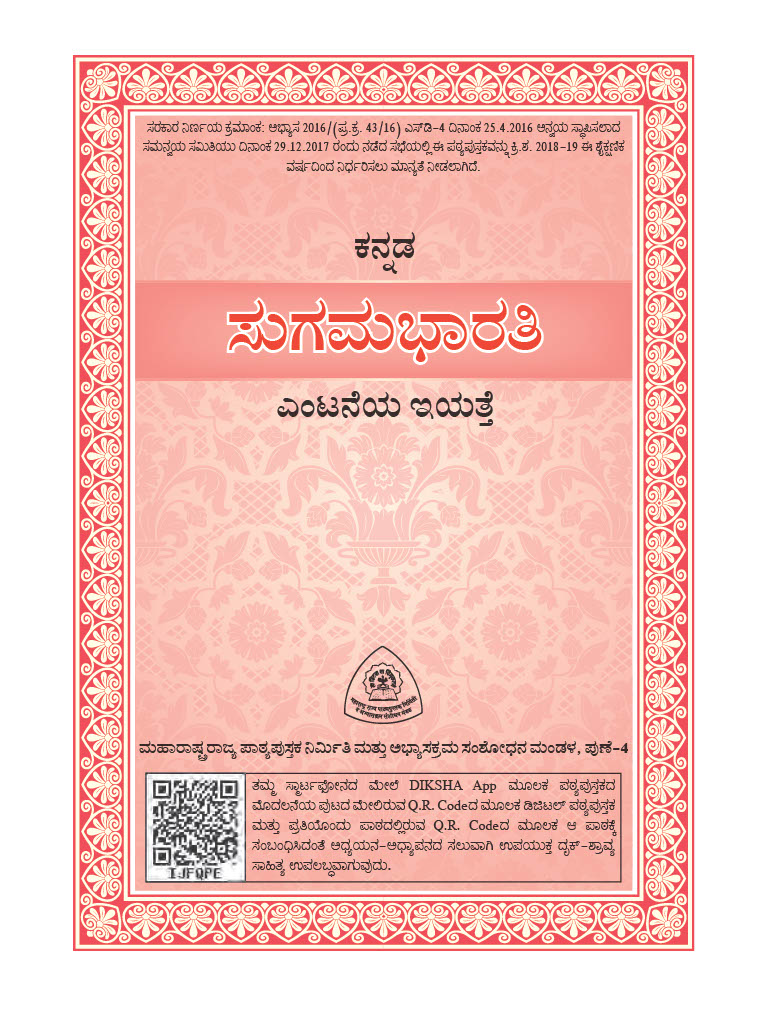 ಸರಕಾರ ನಿರ್ಣಯ ಕ್ರಮಾಂಕ: ಅಭ್ಯಾಸ 2016/(ಪ್ರ.ಕ್ರ. 43/16) ಎಸ್‌ಡಿ-4 ದಿನಾಂಕ 25.4.2016 ಅನ್ವಯ ಸ್ಥಾಪಿಸಲಾದ
ಸಮನ್ವಯ ಸಮಿತಿಯು ದಿನಾಂಕ 29.12.2017 ರಂದು ನಡೆದ ಸಭೆಯಲ್ಲಿ ಈ ಪಠ್ಯಪುಸ್ತಕವನ್ನು ಕ್ರಿ.ಶ. 2018-19 ಈ ಶೈಕ್ಷಣಿಕ
ವರ್ಷದಿಂದ ನಿರ್ಧರಿಸಲು ಮಾನ್ಯತೆ ನೀಡಲಾಗಿದೆ.
ಕನ್ನಡ
ಸುಗಮಭಾರತಿ
ಎಂಟನೆಯ ಇಯತ್ತೆ
ಮಹಾರಾಷ್ಟ್ರರಾಜ್ಯ ಪಾಠ್ಯಪುಸ್ತಕ ನಿರ್ಮಿತಿ ಮತ್ತು ಅಭ್ಯಾಸಕ್ರಮ ಸಂಶೋಧನ ಮಂಡಳ, ಪುಣೆ-4
ತಮ್ಮ ಸ್ಮಾರ್ಟಫೋನದ ಮೇಲೆ DIKSHA App ಮೂಲಕ ಪಠ್ಯಪುಸ್ತಕದ
ಮೊದಲನೆಯ ಪುಟದ ಮೇಲಿರುವ Q.R. Codeದ ಮೂಲಕ ಡಿಜಿಟಲ್ ಪಠ್ಯಪುಸ್ತಕ
ಮತ್ತು ಪ್ರತಿಯೊಂದು ಪಾಠದಲ್ಲಿರುವ Q.R. Codeದ ಮೂಲಕ ಆ ಪಾಠಕ್ಕೆ
ಸಂಬಂಧಿಸಿದಂತೆ ಅಧ್ಯಯನ-ಅಧ್ಯಾಪನದ ಸಲುವಾಗಿ ಉಪಯುಕ್ತ ದೃಕ್-ಶ್ರಾವ್ಯ
ಸಾಹಿತ್ಯ ಉಪಲಬ್ಧವಾಗುವುದು.
IJFQPE